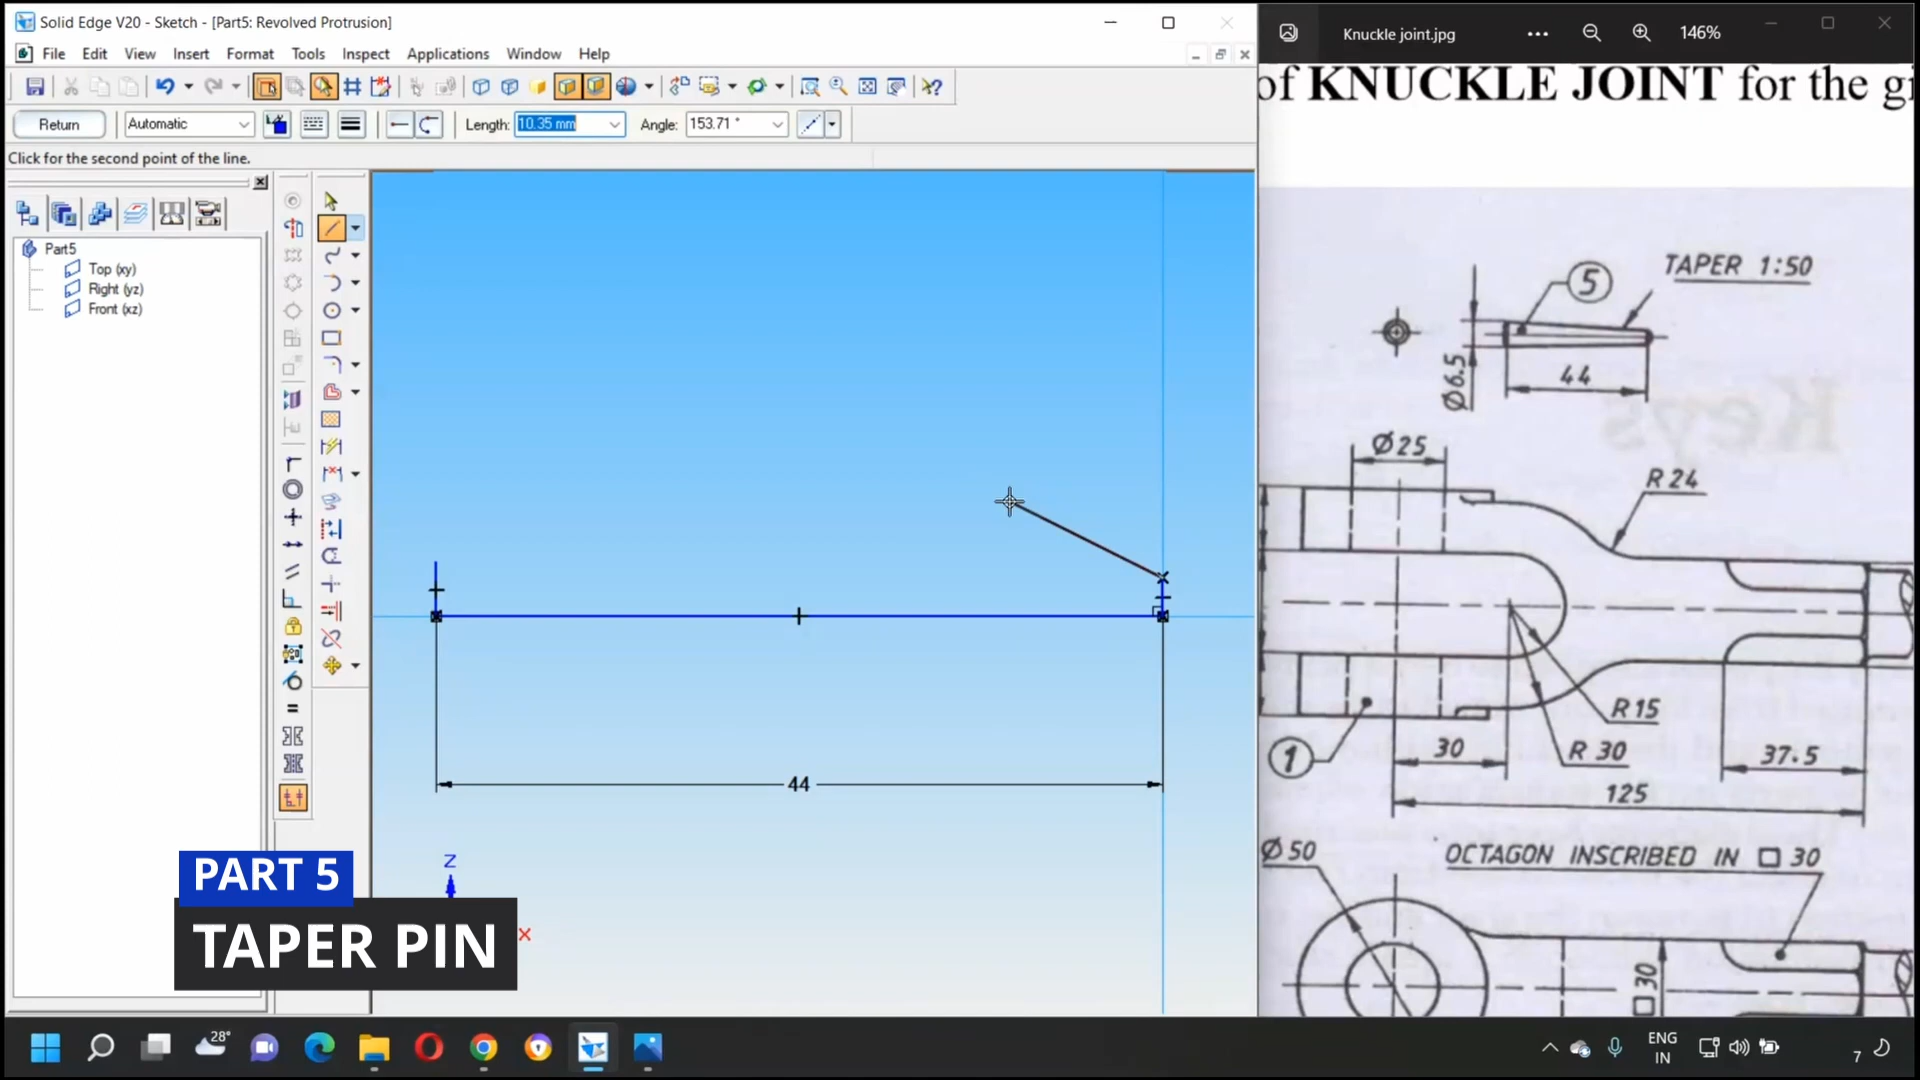 Solid Edge V20 - Sketch - [Part5: Revolved Protrusion]
File Edit View Insert Format Tools Inspect Applications Window Help
Return Automatic Length: 10.35 mm Angle: 153.71 °
Click for the second point of the line.
Part5
Top (xy)
Right (yz)
Front (xz)
44
Z
X
PART 5
TAPER PIN
Knuckle joint.jpg
146%
of KNUCKLE JOINT for the gi
TAPER 1:50
5
Ø6.5
44
Keys
Ø25
R 24
R 15
R 30
1
30
37.5
125
Ø 50
OCTAGON INSCRIBED IN □ 30
□ 30
28°
ENG
IN
7